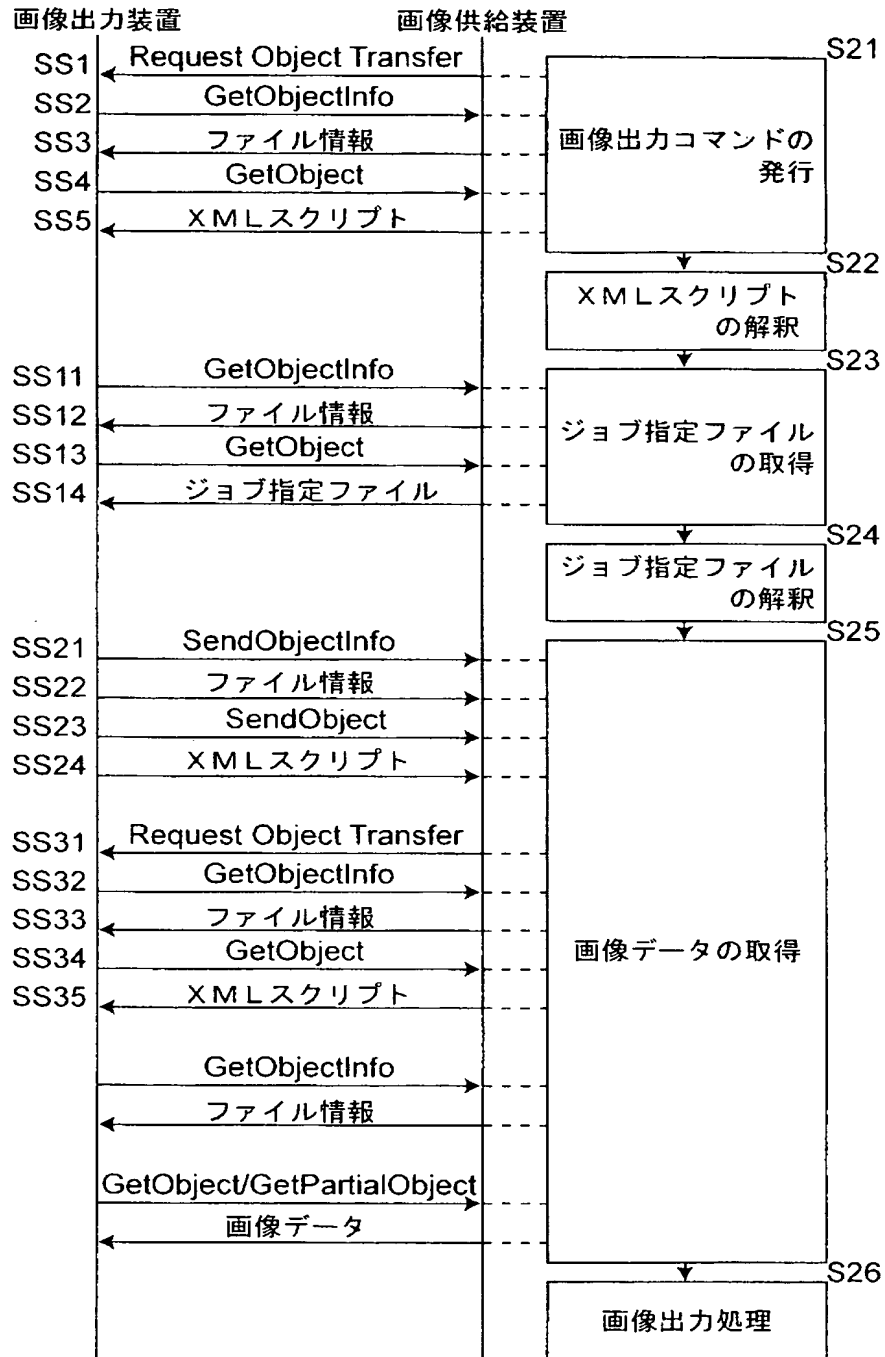 画像出力装置
画像供給装置
SS1
Request Object Transfer
SS2
GetObjectInfo
SS3
ファイル情報
SS4
GetObject
SS5
XMLスクリプト
S21
画像出力コマンドの
発行
S22
XMLスクリプト
の解釈
SS11
GetObjectInfo
SS12
ファイル情報
SS13
GetObject
SS14
ジョブ指定ファイル
S23
ジョブ指定ファイル
の取得
S24
ジョブ指定ファイル
の解釈
SS21
SendObjectInfo
SS22
ファイル情報
SS23
SendObject
SS24
XMLスクリプト
SS31
Request Object Transfer
SS32
GetObjectInfo
SS33
ファイル情報
SS34
GetObject
SS35
XMLスクリプト
GetObjectInfo
ファイル情報
GetObject/GetPartialObject
画像データ
S25
画像データの取得
S26
画像出力処理